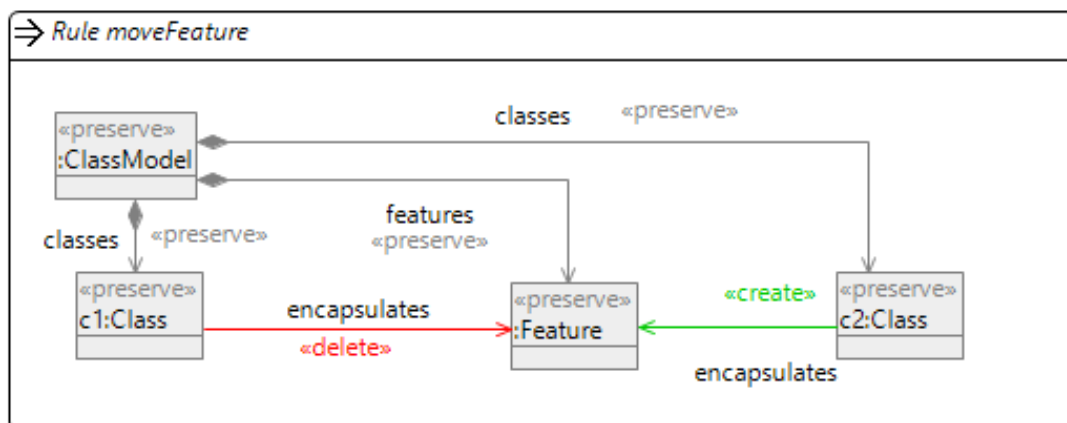 Rule moveFeature
classes «preserve»
«preserve»
:ClassModel
features
«preserve»
classes «preserve»
«preserve»
c1:Class
encapsulates
«delete»
«preserve»
:Feature
«create»
encapsulates
«preserve»
c2:Class